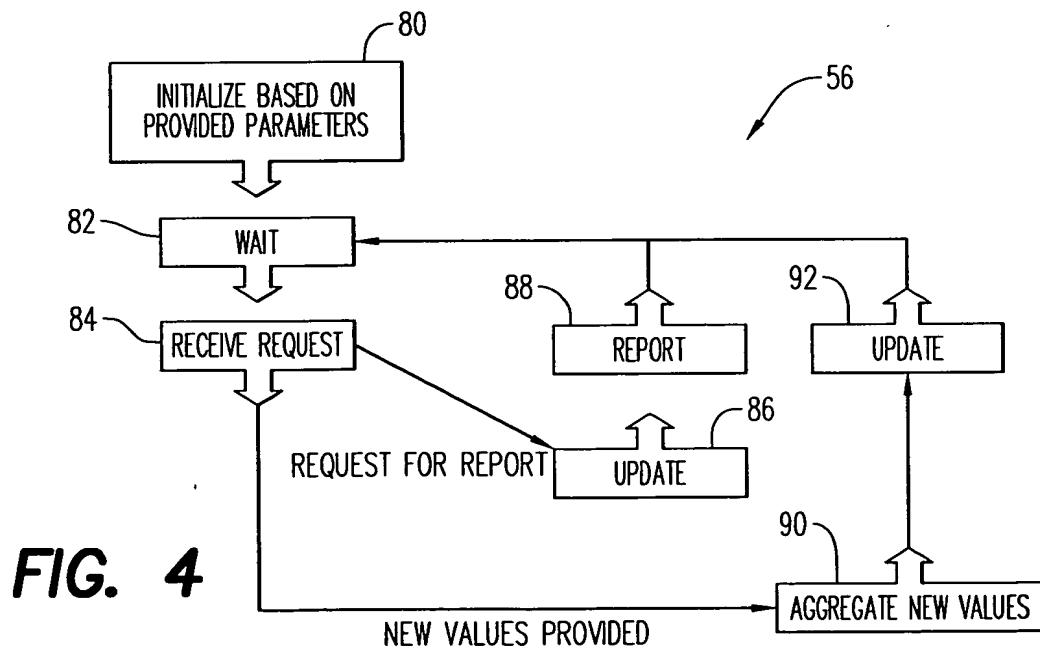 80
INITIALIZE BASED ON
PROVIDED PARAMETERS
56
82
WAIT
84
RECEIVE REQUEST
88
REPORT
92
UPDATE
REQUEST FOR REPORT
86
UPDATE
90
AGGREGATE NEW VALUES
NEW VALUES PROVIDED
FIG. 4